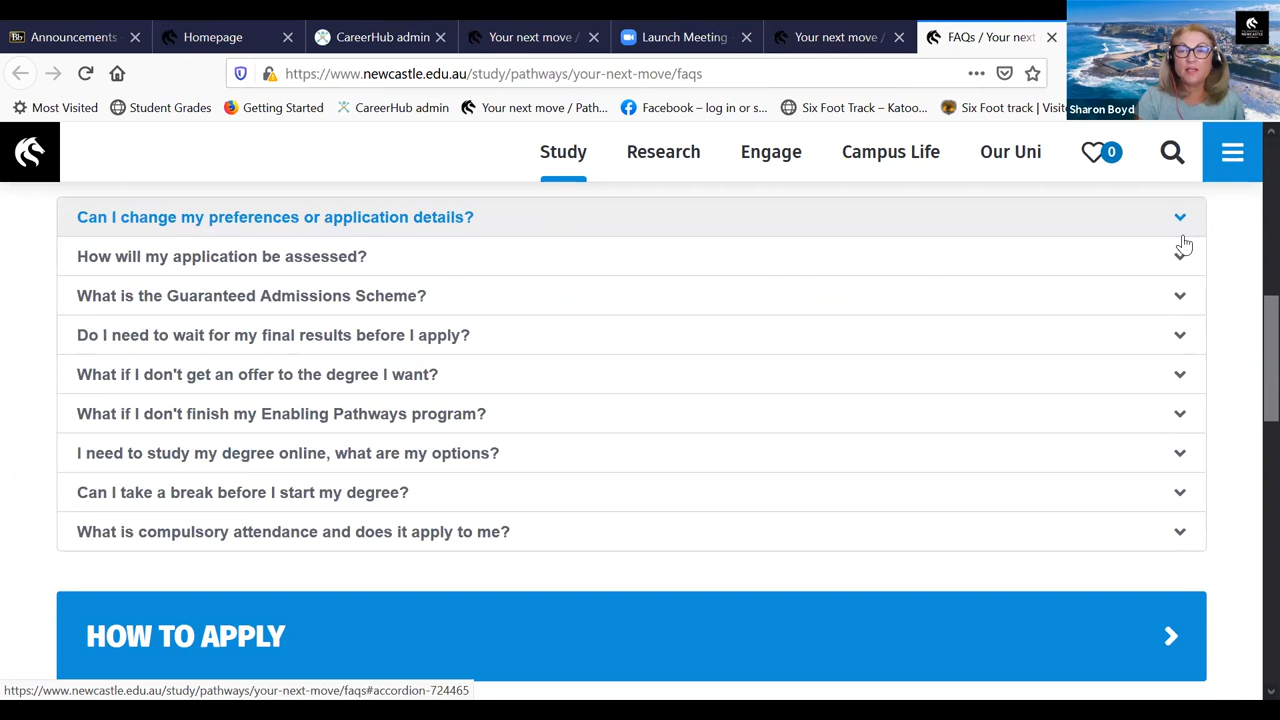 Bb Announcements
Homepage
CareerHub admin
Your next move /
Launch Meeting -
Your next move /
FAQs / Your next
https://www.newcastle.edu.au/study/pathways/your-next-move/faqs
Most Visited
Student Grades
Getting Started
CareerHub admin
Your next move / Path...
Facebook – log in or s...
Six Foot Track – Katoo...
Six Foot track | Visit
Sharon Boyd
Study
Research
Engage
Campus Life
Our Uni
0
Can I change my preferences or application details?
How will my application be assessed?
What is the Guaranteed Admissions Scheme?
Do I need to wait for my final results before I apply?
What if I don't get an offer to the degree I want?
What if I don't finish my Enabling Pathways program?
I need to study my degree online, what are my options?
Can I take a break before I start my degree?
What is compulsory attendance and does it apply to me?
HOW TO APPLY
https://www.newcastle.edu.au/study/pathways/your-next-move/faqs#accordion-724465